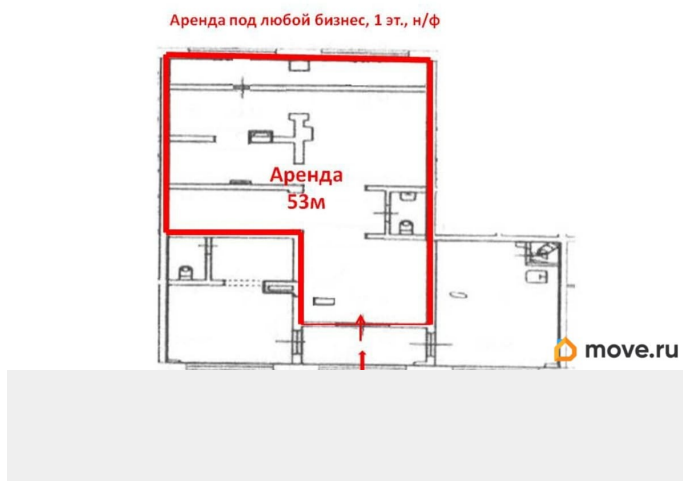 Аренда под любой бизнес, 1 эт., н/ф
Аренда
53м
move.ru